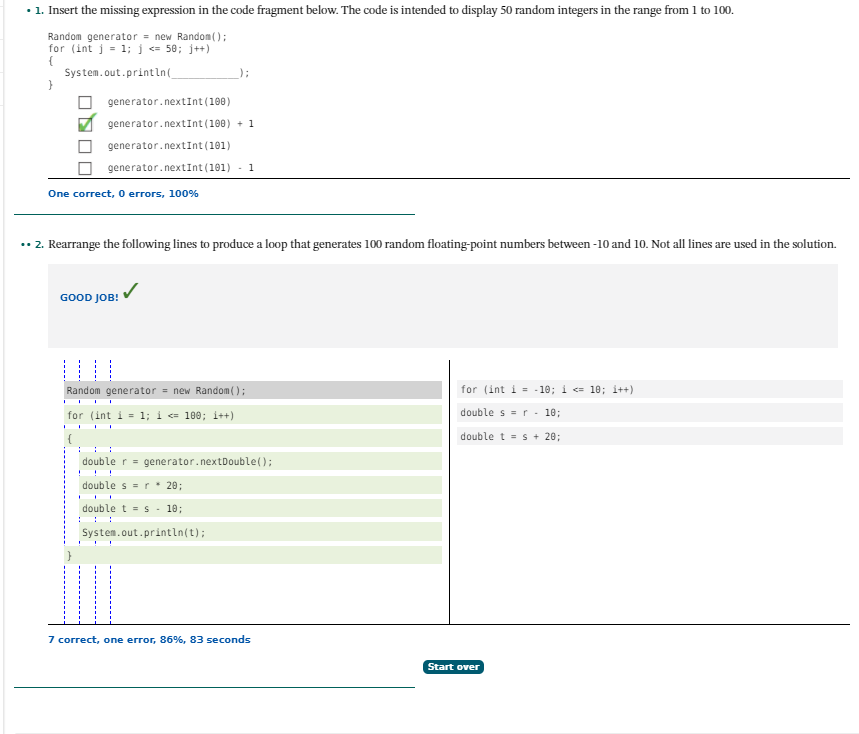 • 1. Insert the missing expression in the code fragment below. The code is intended to display 50 random integers in the range from 1 to 100.
Random generator = new Random();
for (int j = 1; j <= 50; j++)
{
System.out.println(____________);
}
generator.nextInt(100)
generator.nextInt(100) + 1
generator.nextInt(101)
generator.nextInt(101) - 1
One correct, 0 errors, 100%
•• 2. Rearrange the following lines to produce a loop that generates 100 random floating-point numbers between -10 and 10. Not all lines are used in the solution.
GOOD JOB!
Random generator = new Random();
for (int i = 1; i <= 100; i++)
{
double r = generator.nextDouble();
double s = r * 20;
double t = s - 10;
System.out.println(t);
}
for (int i = -10; i <= 10; i++)
double s = r - 10;
double t = s + 20;
7 correct, one error, 86%, 83 seconds
Start over